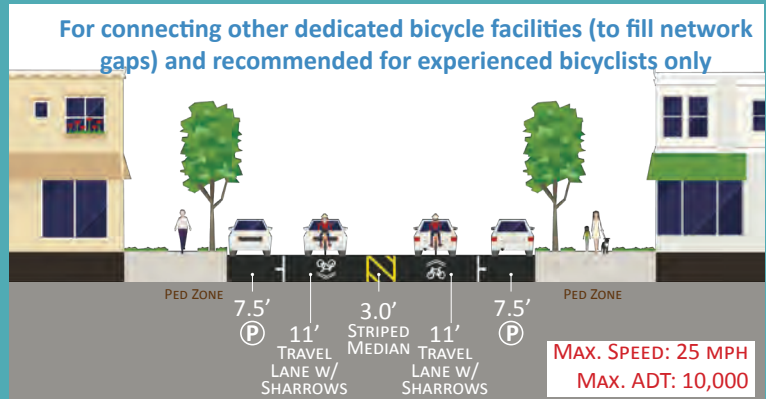 For connecting other dedicated bicycle facilities (to fill network
gaps) and recommended for experienced bicyclists only
PED ZONE
7.5’
P
11’
TRAVEL
LANE W/
SHARROWS
3.0’
STRIPED
MEDIAN
11’
TRAVEL
LANE W/
SHARROWS
7.5’
P
PED ZONE
MAX. SPEED: 25 MPH
MAX. ADT: 10,000